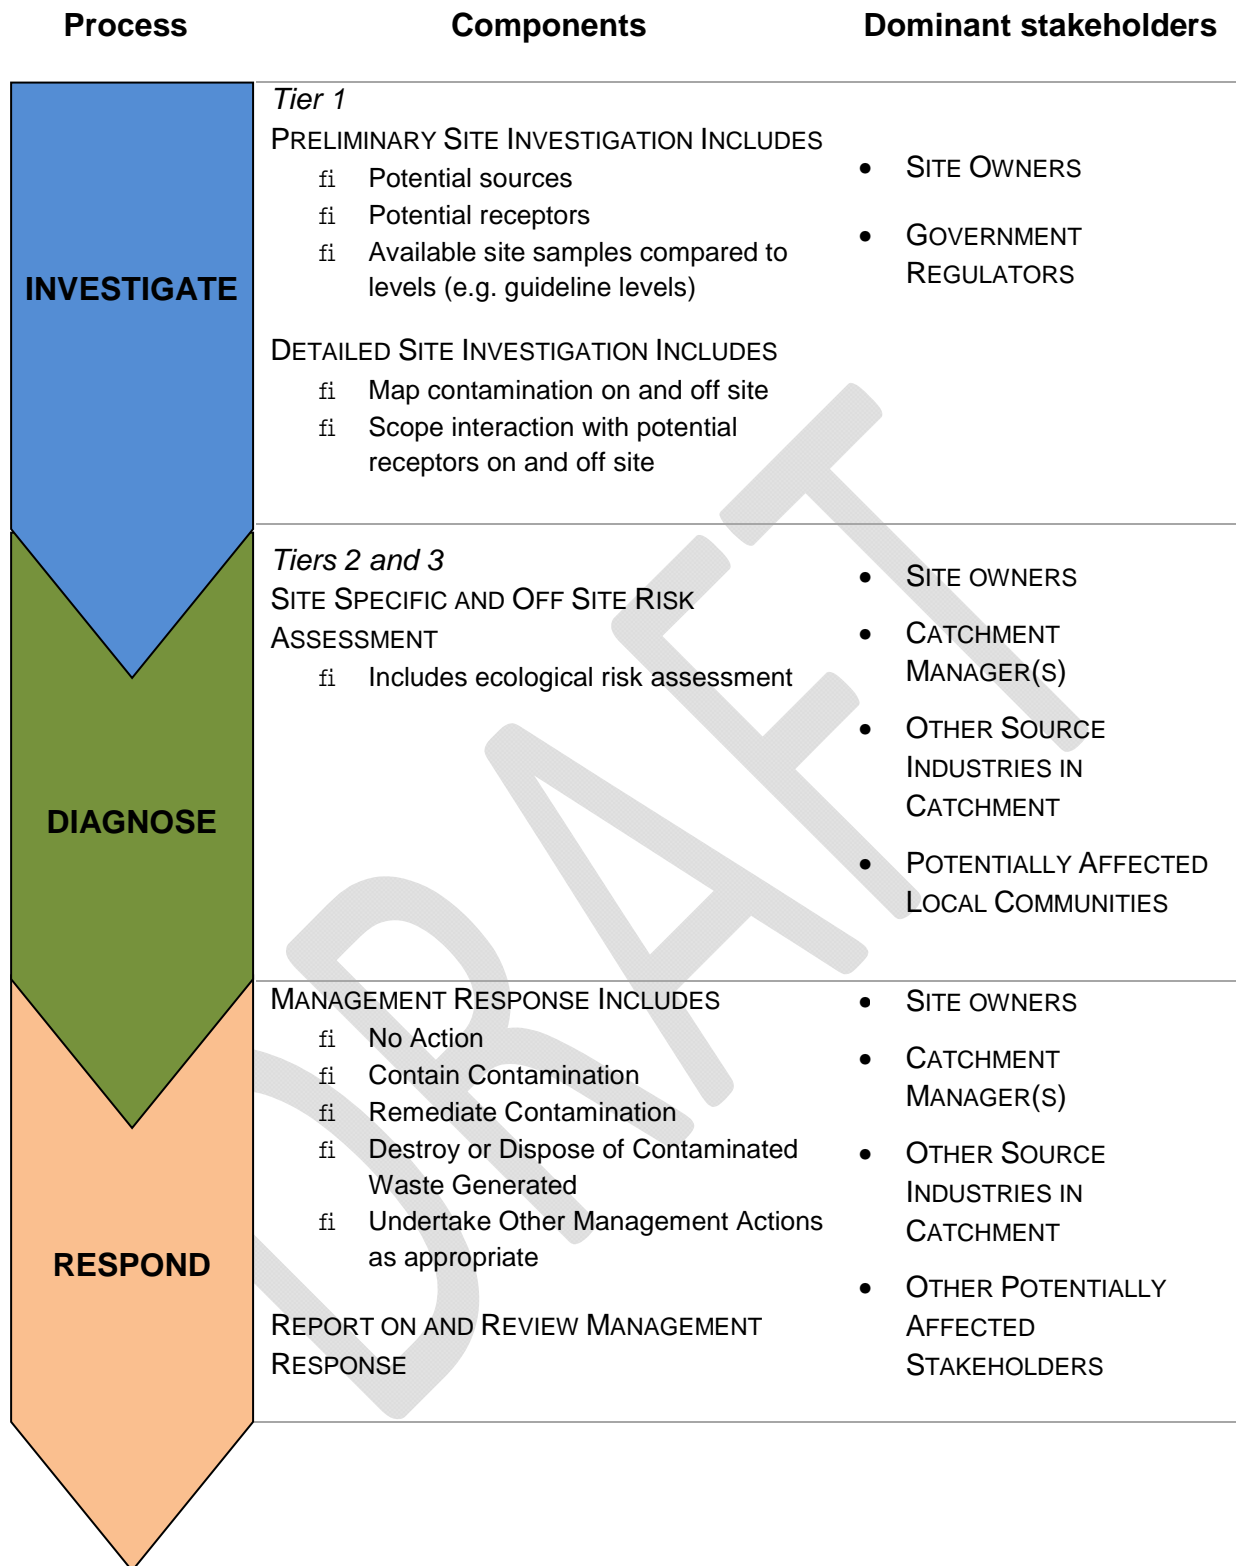 Process Components Dominant stakeholders
INVESTIGATE
Tier 1
PRELIMINARY SITE INVESTIGATION INCLUDES
fi Potential sources
fi Potential receptors
fi Available site samples compared to
levels (e.g. guideline levels)
DETAILED SITE INVESTIGATION INCLUDES
fi Map contamination on and off site
fi Scope interaction with potential
receptors on and off site
• SITE OWNERS
• GOVERNMENT
REGULATORS
DIAGNOSE
Tiers 2 and 3
SITE SPECIFIC AND OFF SITE RISK
ASSESSMENT
fi Includes ecological risk assessment
• SITE OWNERS
• CATCHMENT
MANAGER(S)
• OTHER SOURCE
INDUSTRIES IN
CATCHMENT
• POTENTIALLY AFFECTED
LOCAL COMMUNITIES
RESPOND
MANAGEMENT RESPONSE INCLUDES
fi No Action
fi Contain Contamination
fi Remediate Contamination
fi Destroy or Dispose of Contaminated
Waste Generated
fi Undertake Other Management Actions
as appropriate
REPORT ON AND REVIEW MANAGEMENT
RESPONSE
• SITE OWNERS
• CATCHMENT
MANAGER(S)
• OTHER SOURCE
INDUSTRIES IN
CATCHMENT
• OTHER POTENTIALLY
AFFECTED
STAKEHOLDERS
DRAFT